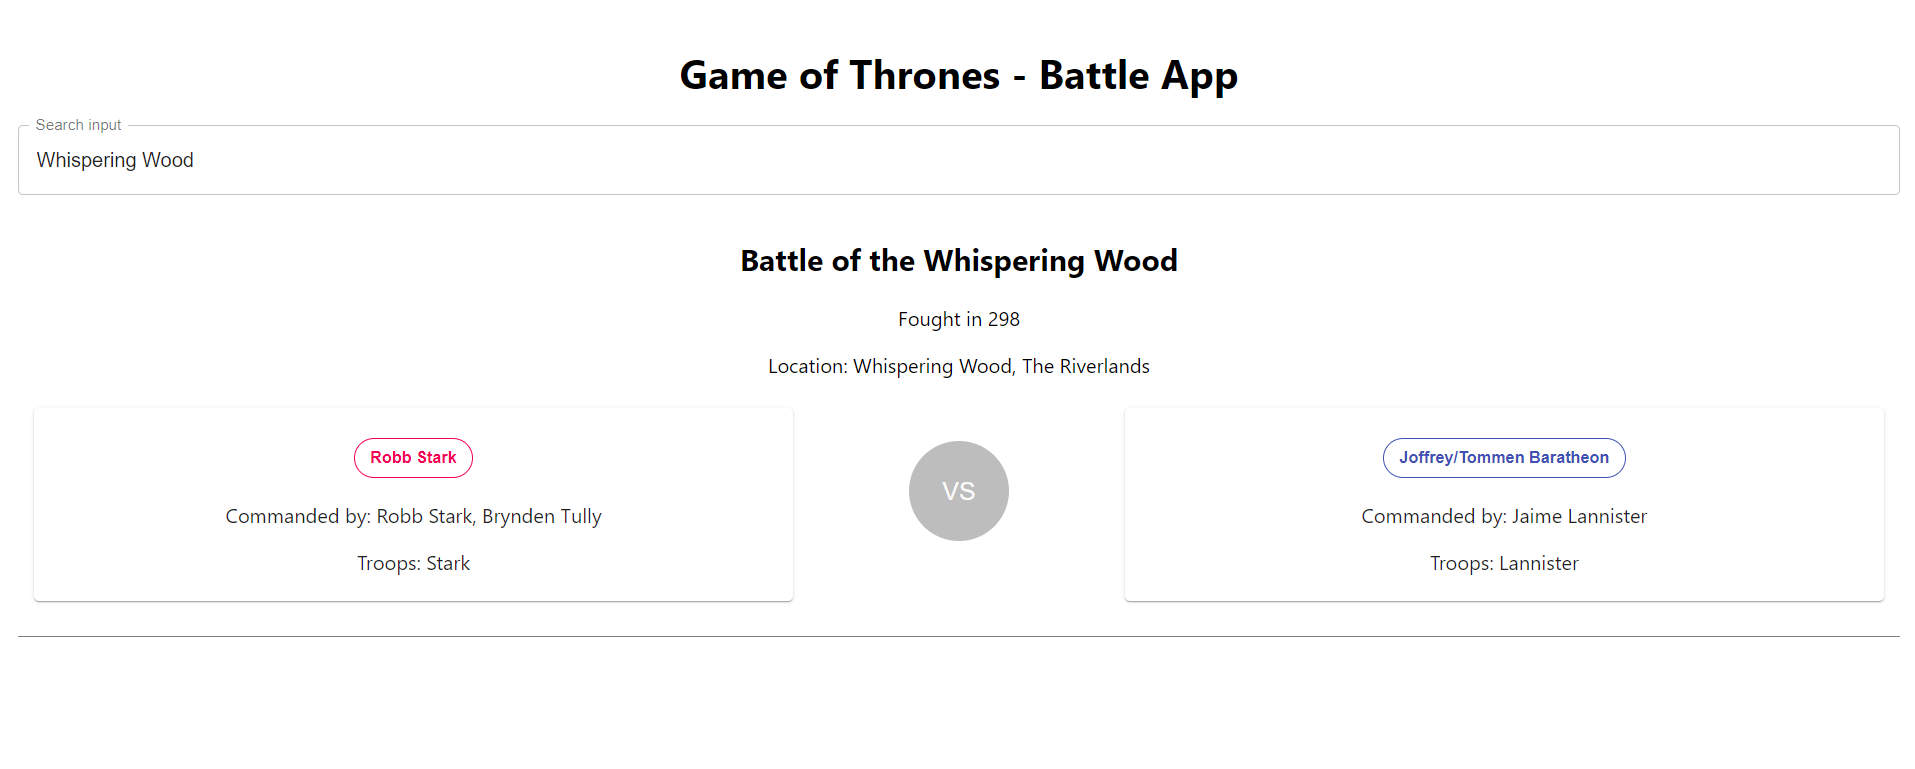 Game of Thrones - Battle App
Search input
Whispering Wood
Battle of the Whispering Wood
Fought in 298
Location: Whispering Wood, The Riverlands
Robb Stark
Commanded by: Robb Stark, Brynden Tully
Troops: Stark
VS
Joffrey/Tommen Baratheon
Commanded by: Jaime Lannister
Troops: Lannister